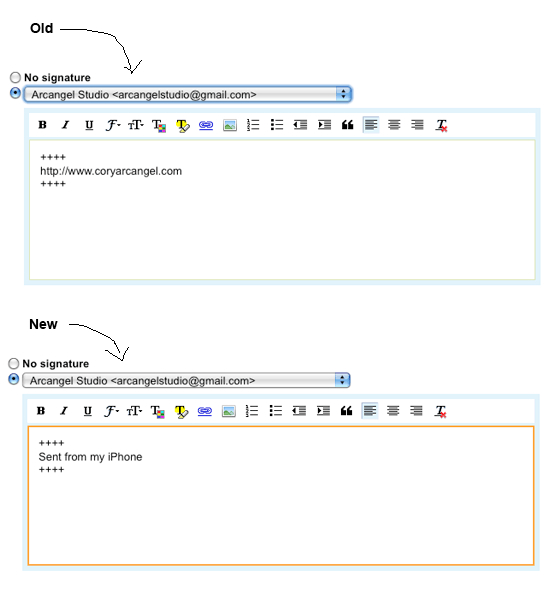 Old
No signature
Arcangel Studio <arcangelstudio@gmail.com>
B I U F T T T T
++++
http://www.coryarcangel.com
++++
New
No signature
Arcangel Studio <arcangelstudio@gmail.com>
B I U F T T T T
++++
Sent from my iPhone
++++